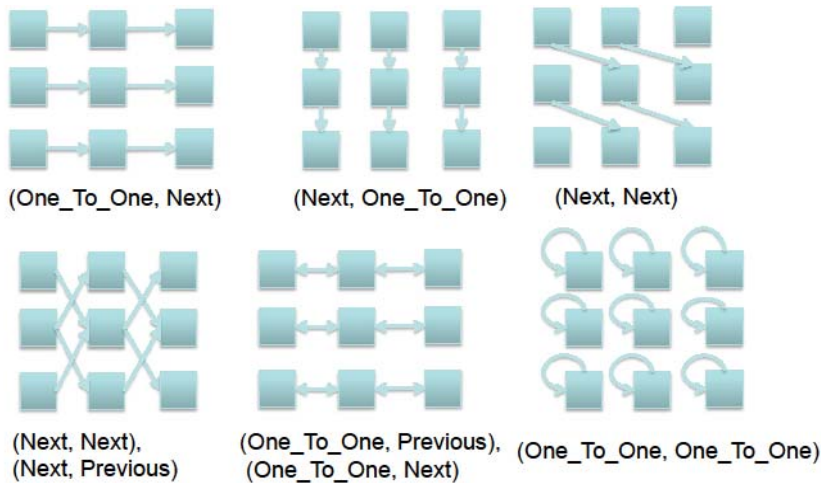 (One_To_One, Next)
(Next, One_To_One)
(Next, Next)
(Next, Next),
(Next, Previous)
(One_To_One, Previous),
(One_To_One, Next)
(One_To_One, One_To_One)